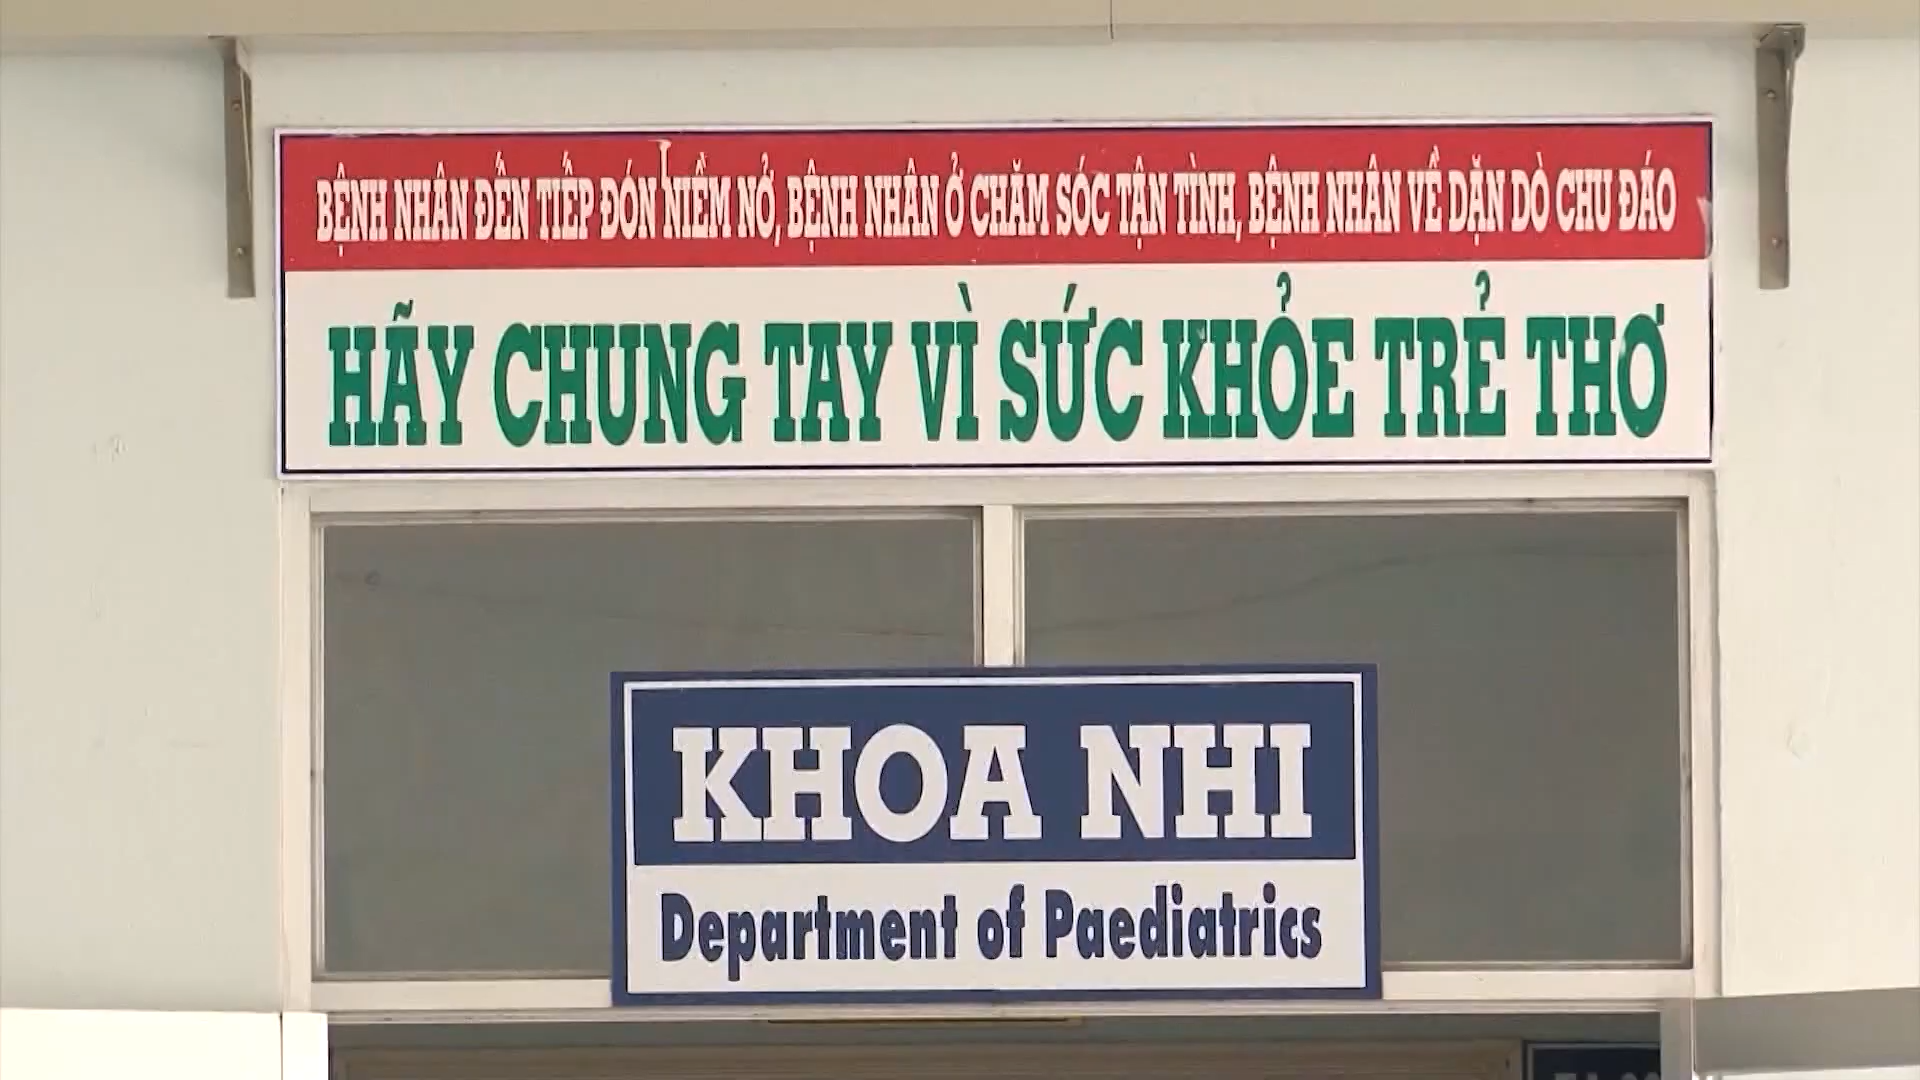 BỆNH NHÂN ĐẾN TIẾP ĐÓN NIỀM NỞ, BỆNH NHÂN Ở CHĂM SÓC TẬN TÌNH, BỆNH NHÂN VỀ DẶN DÒ CHU ĐÁO
HÃY CHUNG TAY VÌ SỨC KHỎE TRẺ THƠ
KHOA NHI
Department of Paediatrics